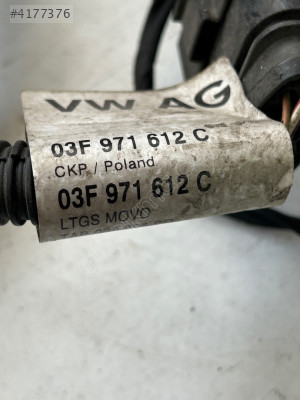 #4177376
VW AG
03F 971 612 C
CKP / Poland
03F 971 612 C
LTGS MOVO